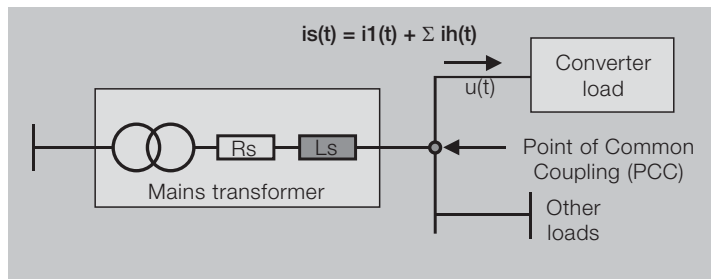 is(t) = i1(t) + Σ ih(t)
u(t)
Converter
load
Rs
Ls
Mains transformer
Point of Common
Coupling (PCC)
Other
loads